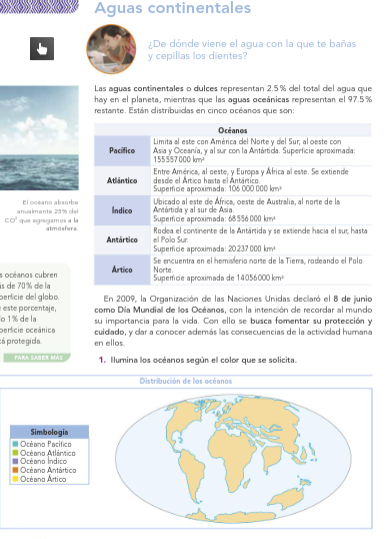 Aguas continentales
¿De dónde viene el agua con la que te bañas
y cepillas los dientes?
Las aguas continentales o dulces representan 2.5% del total del agua que
hay en el planeta, mientras que las aguas oceánicas representan el 97.5%
restante. Están distribuidas en cinco océanos que son:
Océanos
Pacífico
Limita al este con América del Norte y del Sur; al oeste con
Asia y Oceanía, y al sur con la Antártida. Superficie aproximada:
155 557 000 km²
Atlántico
Entre América, al oeste, y Europa y África al este. Se extiende
desde el Ártico hasta el Antártico.
Superficie aproximada: 106 000 000 km²
Índico
Ubicado al este de África, oeste de Australia, al norte de la
Antártida y al sur de Asia.
Superficie aproximada: 68 556 000 km²
Antártico
Rodea el continente de la Antártida y se extiende hacia el sur, hasta
el Polo Sur.
Superficie aproximada: 20 237 000 km²
Ártico
Se encuentra en el hemisferio norte de la Tierra, rodeando el Polo
Norte.
Superficie aproximada de 14 056 000 km²
El océano absorbe
anualmente 25% del
CO² que agregamos a la
atmósfera.
s océanos cubren
ás de 70% de la
perficie del globo.
e este porcentaje,
lo 1% de la
perficie oceánica
tá protegida.
PARA SABER MÁS
En 2009, la Organización de las Naciones Unidas declaró el 8 de junio
como Día Mundial de los Océanos, con la intención de recordar al mundo
su importancia para la vida. Con ello se busca fomentar su protección y
cuidado, y dar a conocer además las consecuencias de la actividad humana
en ellos.
1. Ilumina los océanos según el color que se solicita.
Distribución de los océanos
Simbología
Océano Pacífico
Océano Atlántico
Océano Índico
Océano Antártico
Océano Ártico